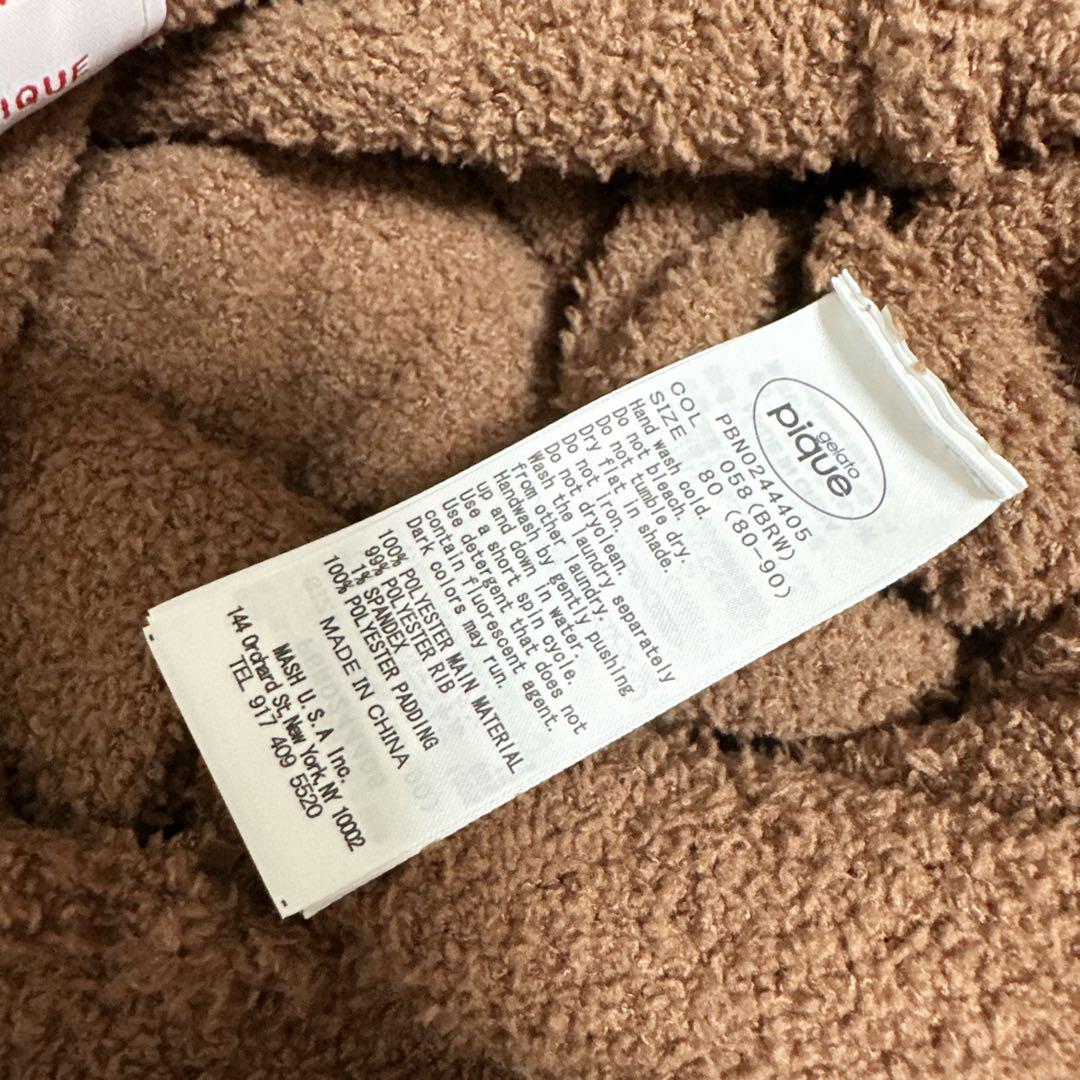 IQUE
gelato
pique
PBNO244405
COL 058(BRW)
SIZE 80 (80-90)
Hand wash cold.
Do not bleach.
Do not tumble dry.
Dry flat in shade.
Do not iron.
Do not dryclean.
Wash the laundry separately
from other laundry.
Handwash by gently pushing
up and down in water.
Use a short spin cycle.
Use detergent that does not
contain fluorescent agent.
Dark colors may run.
100% POLYESTER MAIN MATERIAL
99% POLYESTER RIB
1% SPANDEX
100% POLYESTER PADDING
MADE IN CHINA
MASH U.S.A Inc.
144 Orchard St. New York, NY 10002
TEL 917 409 5520